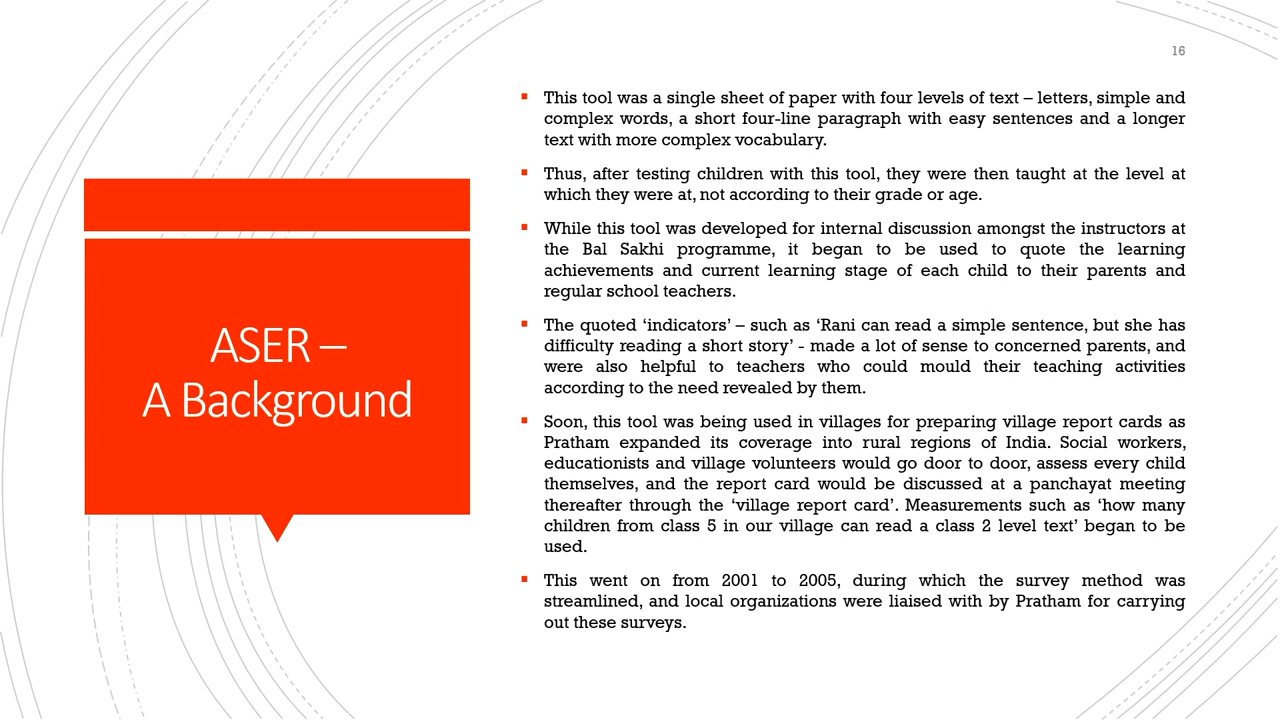 16
ASER –
A Background
This tool was a single sheet of paper with four levels of text – letters, simple and
complex words, a short four-line paragraph with easy sentences and a longer
text with more complex vocabulary.
Thus, after testing children with this tool, they were then taught at the level at
which they were at, not according to their grade or age.
While this tool was developed for internal discussion amongst the instructors at
the Bal Sakhi programme, it began to be used to quote the learning
achievements and current learning stage of each child to their parents and
regular school teachers.
The quoted ‘indicators’ – such as ‘Rani can read a simple sentence, but she has
difficulty reading a short story’ - made a lot of sense to concerned parents, and
were also helpful to teachers who could mould their teaching activities
according to the need revealed by them.
Soon, this tool was being used in villages for preparing village report cards as
Pratham expanded its coverage into rural regions of India. Social workers,
educationists and village volunteers would go door to door, assess every child
themselves, and the report card would be discussed at a panchayat meeting
thereafter through the ‘village report card’. Measurements such as ‘how many
children from class 5 in our village can read a class 2 level text’ began to be
used.
This went on from 2001 to 2005, during which the survey method was
streamlined, and local organizations were liaised with by Pratham for carrying
out these surveys.